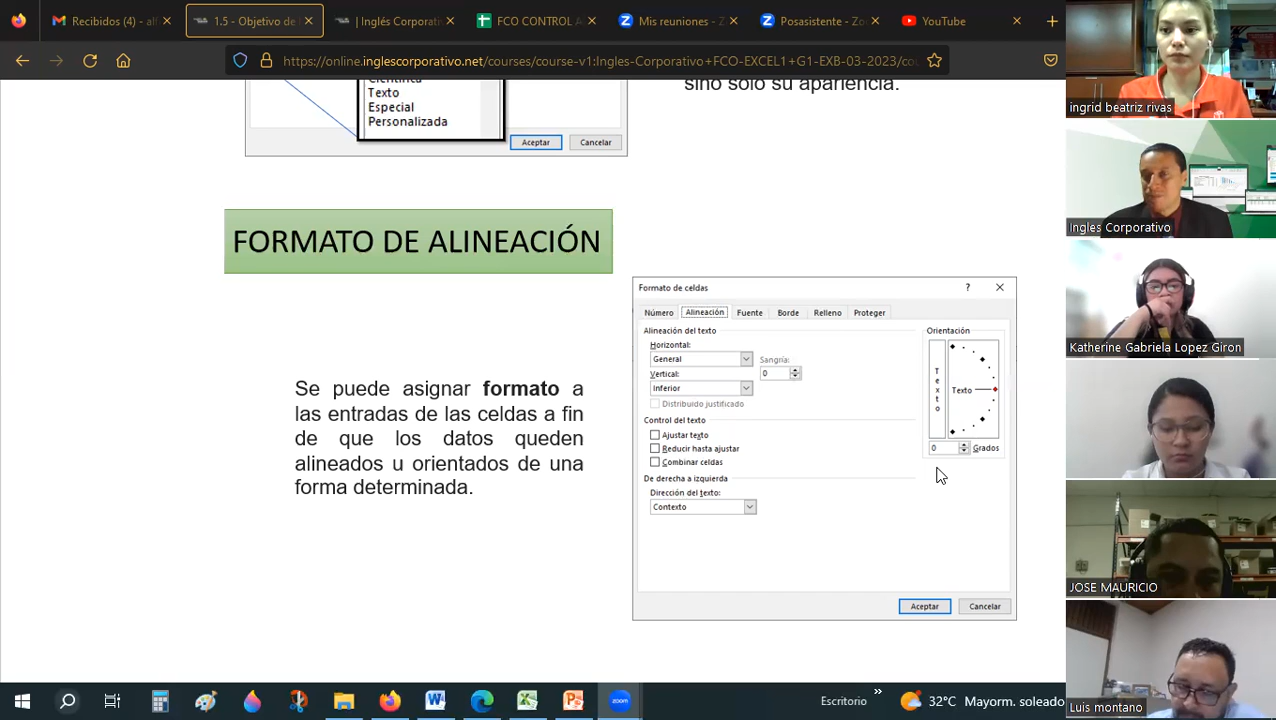 Recibidos (4) - alf
1.5 - Objetivo de
| Inglés Corporati
FCO CONTROL A
Mis reuniones - Z
Posasistente - Zo
YouTube
https://online.inglescorporativo.net/courses/course-v1:Ingles-Corporativo+FCO-EXCEL1+G1-EXB-03-2023/cou
Científica
Texto
Especial
Personalizada
Aceptar
Cancelar
sino solo su apariencia.
FORMATO DE ALINEACIÓN
Se puede asignar formato a
las entradas de las celdas a fin
de que los datos queden
alineados u orientados de una
forma determinada.
Formato de celdas
?
Número
Alineación
Fuente
Borde
Relleno
Proteger
Alineación del texto
Horizontal:
General
Sangría:
Vertical:
0
Inferior
Distribuido justificado
Control del texto
Ajustar texto
Reducir hasta ajustar
Combinar celdas
De derecha a izquierda
Dirección del texto:
Contexto
Orientación
Texto
Texto
0
Grados
Aceptar
Cancelar
ingrid beatriz rivas
Ingles Corporativo
Katherine Gabriela Lopez Giron
JOSE MAURICIO
Luis montano
zoom
Escritorio
32°C
Mayorm. soleado